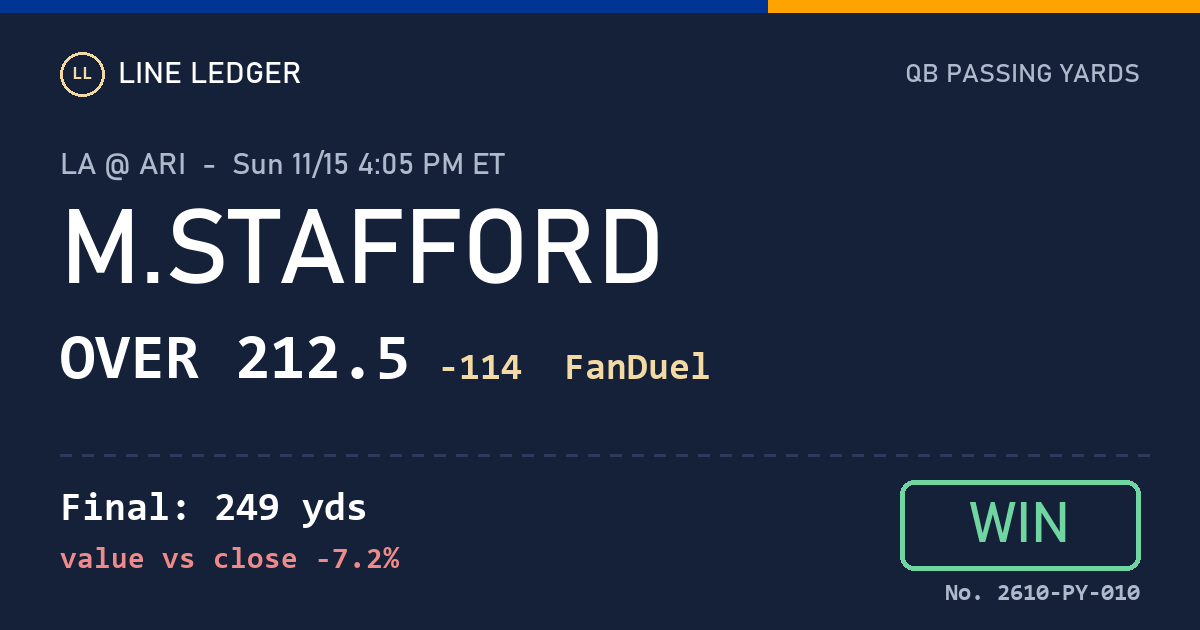 LL LINE LEDGER
QB PASSING YARDS
LA @ ARI - Sun 11/15 4:05 PM ET
M.STAFFORD
OVER 212.5 -114 FanDuel
Final: 249 yds
WIN
value vs close -7.2%
No. 2610-PY-010